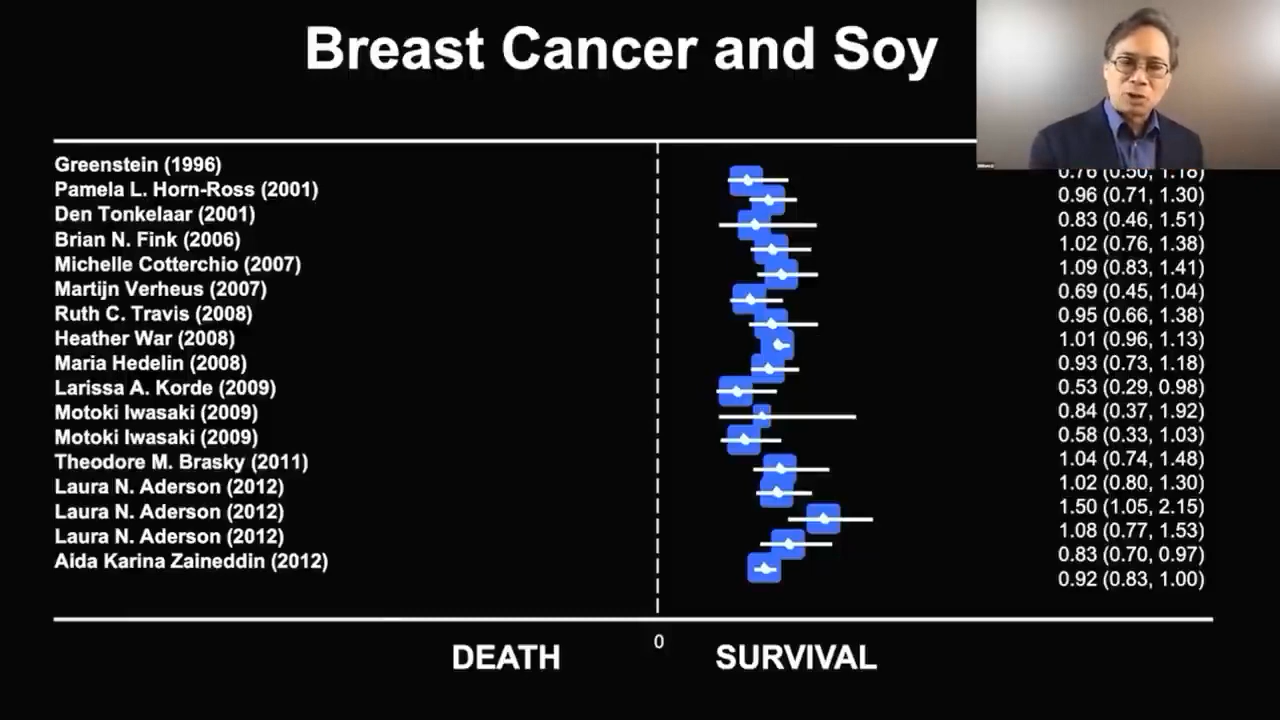 Breast Cancer and Soy
Greenstein (1996)
Pamela L. Horn-Ross (2001)
Den Tonkelaar (2001)
Brian N. Fink (2006)
Michelle Cotterchio (2007)
Martijn Verheus (2007)
Ruth C. Travis (2008)
Heather War (2008)
Maria Hedelin (2008)
Larissa A. Korde (2009)
Motoki Iwasaki (2009)
Motoki Iwasaki (2009)
Theodore M. Brasky (2011)
Laura N. Aderson (2012)
Laura N. Aderson (2012)
Laura N. Aderson (2012)
Aida Karina Zaineddin (2012)
0.76 (0.50, 1.18)
0.96 (0.71, 1.30)
0.83 (0.46, 1.51)
1.02 (0.76, 1.38)
1.09 (0.83, 1.41)
0.69 (0.45, 1.04)
0.95 (0.66, 1.38)
1.01 (0.96, 1.13)
0.93 (0.73, 1.18)
0.53 (0.29, 0.98)
0.84 (0.37, 1.92)
0.58 (0.33, 1.03)
1.04 (0.74, 1.48)
1.02 (0.80, 1.30)
1.50 (1.05, 2.15)
1.08 (0.77, 1.53)
0.83 (0.70, 0.97)
0.92 (0.83, 1.00)
0
DEATH
SURVIVAL